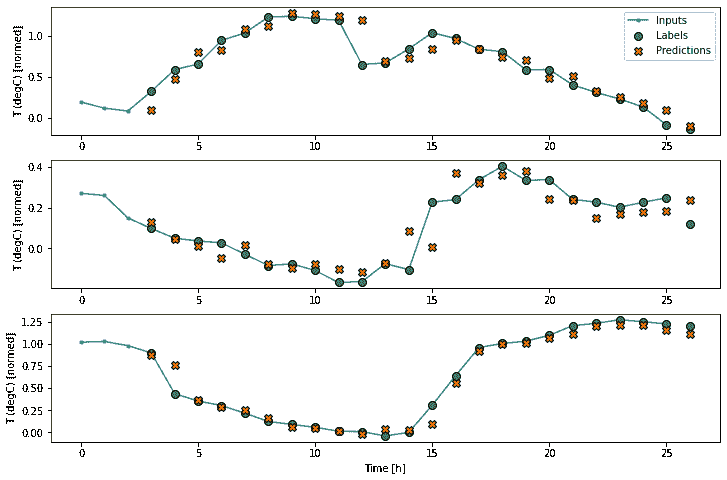 Inputs
Labels
Predictions
T (degC) [normed]
1.0
0.5
0.0
0 5 10 15 20 25
T (degC) [normed]
0.4
0.2
0.0
0 5 10 15 20 25
T (degC) [normed]
1.25
1.00
0.75
0.50
0.25
0.00
0 5 10 15 20 25
Time [h]